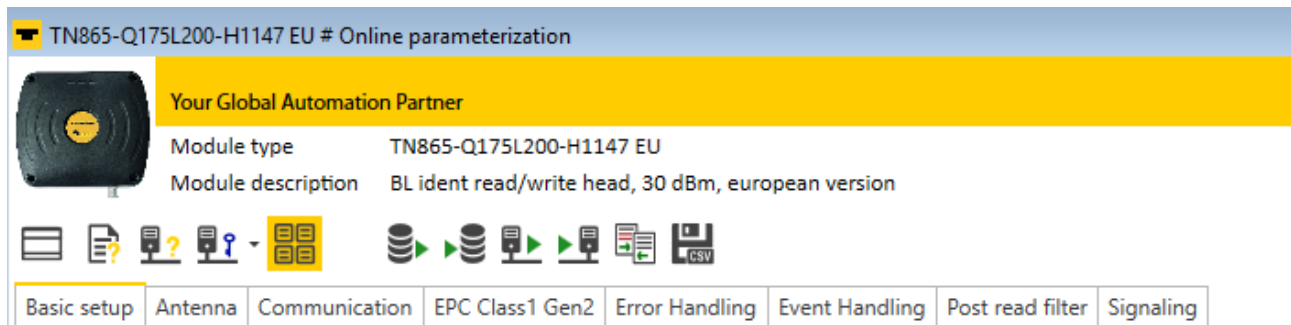 TN865-Q175L200-H1147 EU # Online parameterization
Your Global Automation Partner
Module type TN865-Q175L200-H1147 EU
Module description BL ident read/write head, 30 dBm, european version
CSV
Basic setup Antenna Communication EPC Class1 Gen2 Error Handling Event Handling Post read filter Signaling